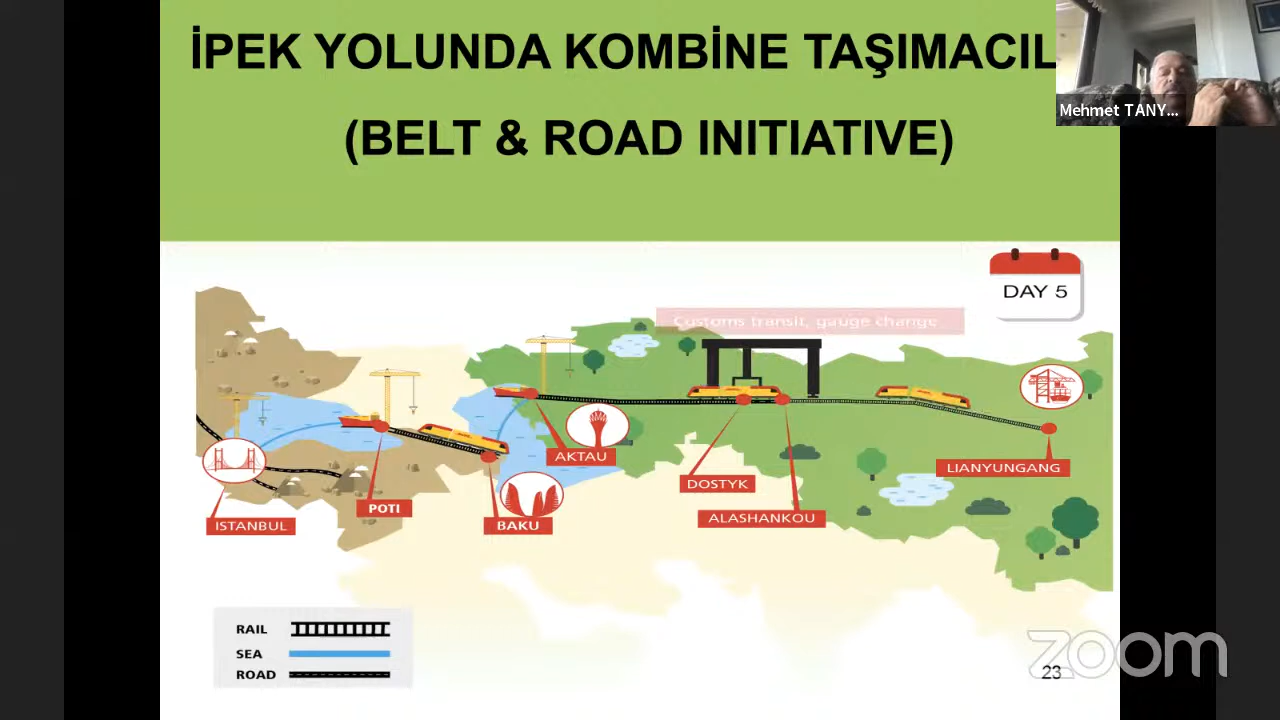 İPEK YOLUNDA KOMBİNE TAŞIMACIL
(BELT & ROAD INITIATIVE)
Mehmet TANY...
DAY 5
Customs transit, gauge change
AKTAU
LIANYUNGANG
DOSTYK
POTI
ALASHANKOU
ISTANBUL
BAKU
RAIL
SEA
ROAD
zoom
23